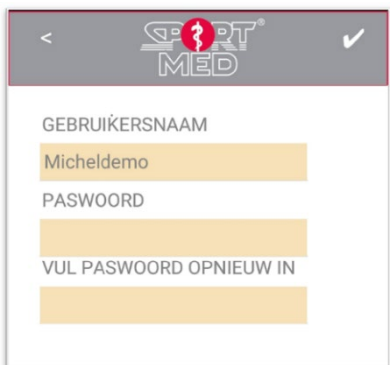 <
SPORT®
MED
✔
GEBRUIKERSNAAM
Micheldemo
PASWOORD
VUL PASWOORD OPNIEUW IN